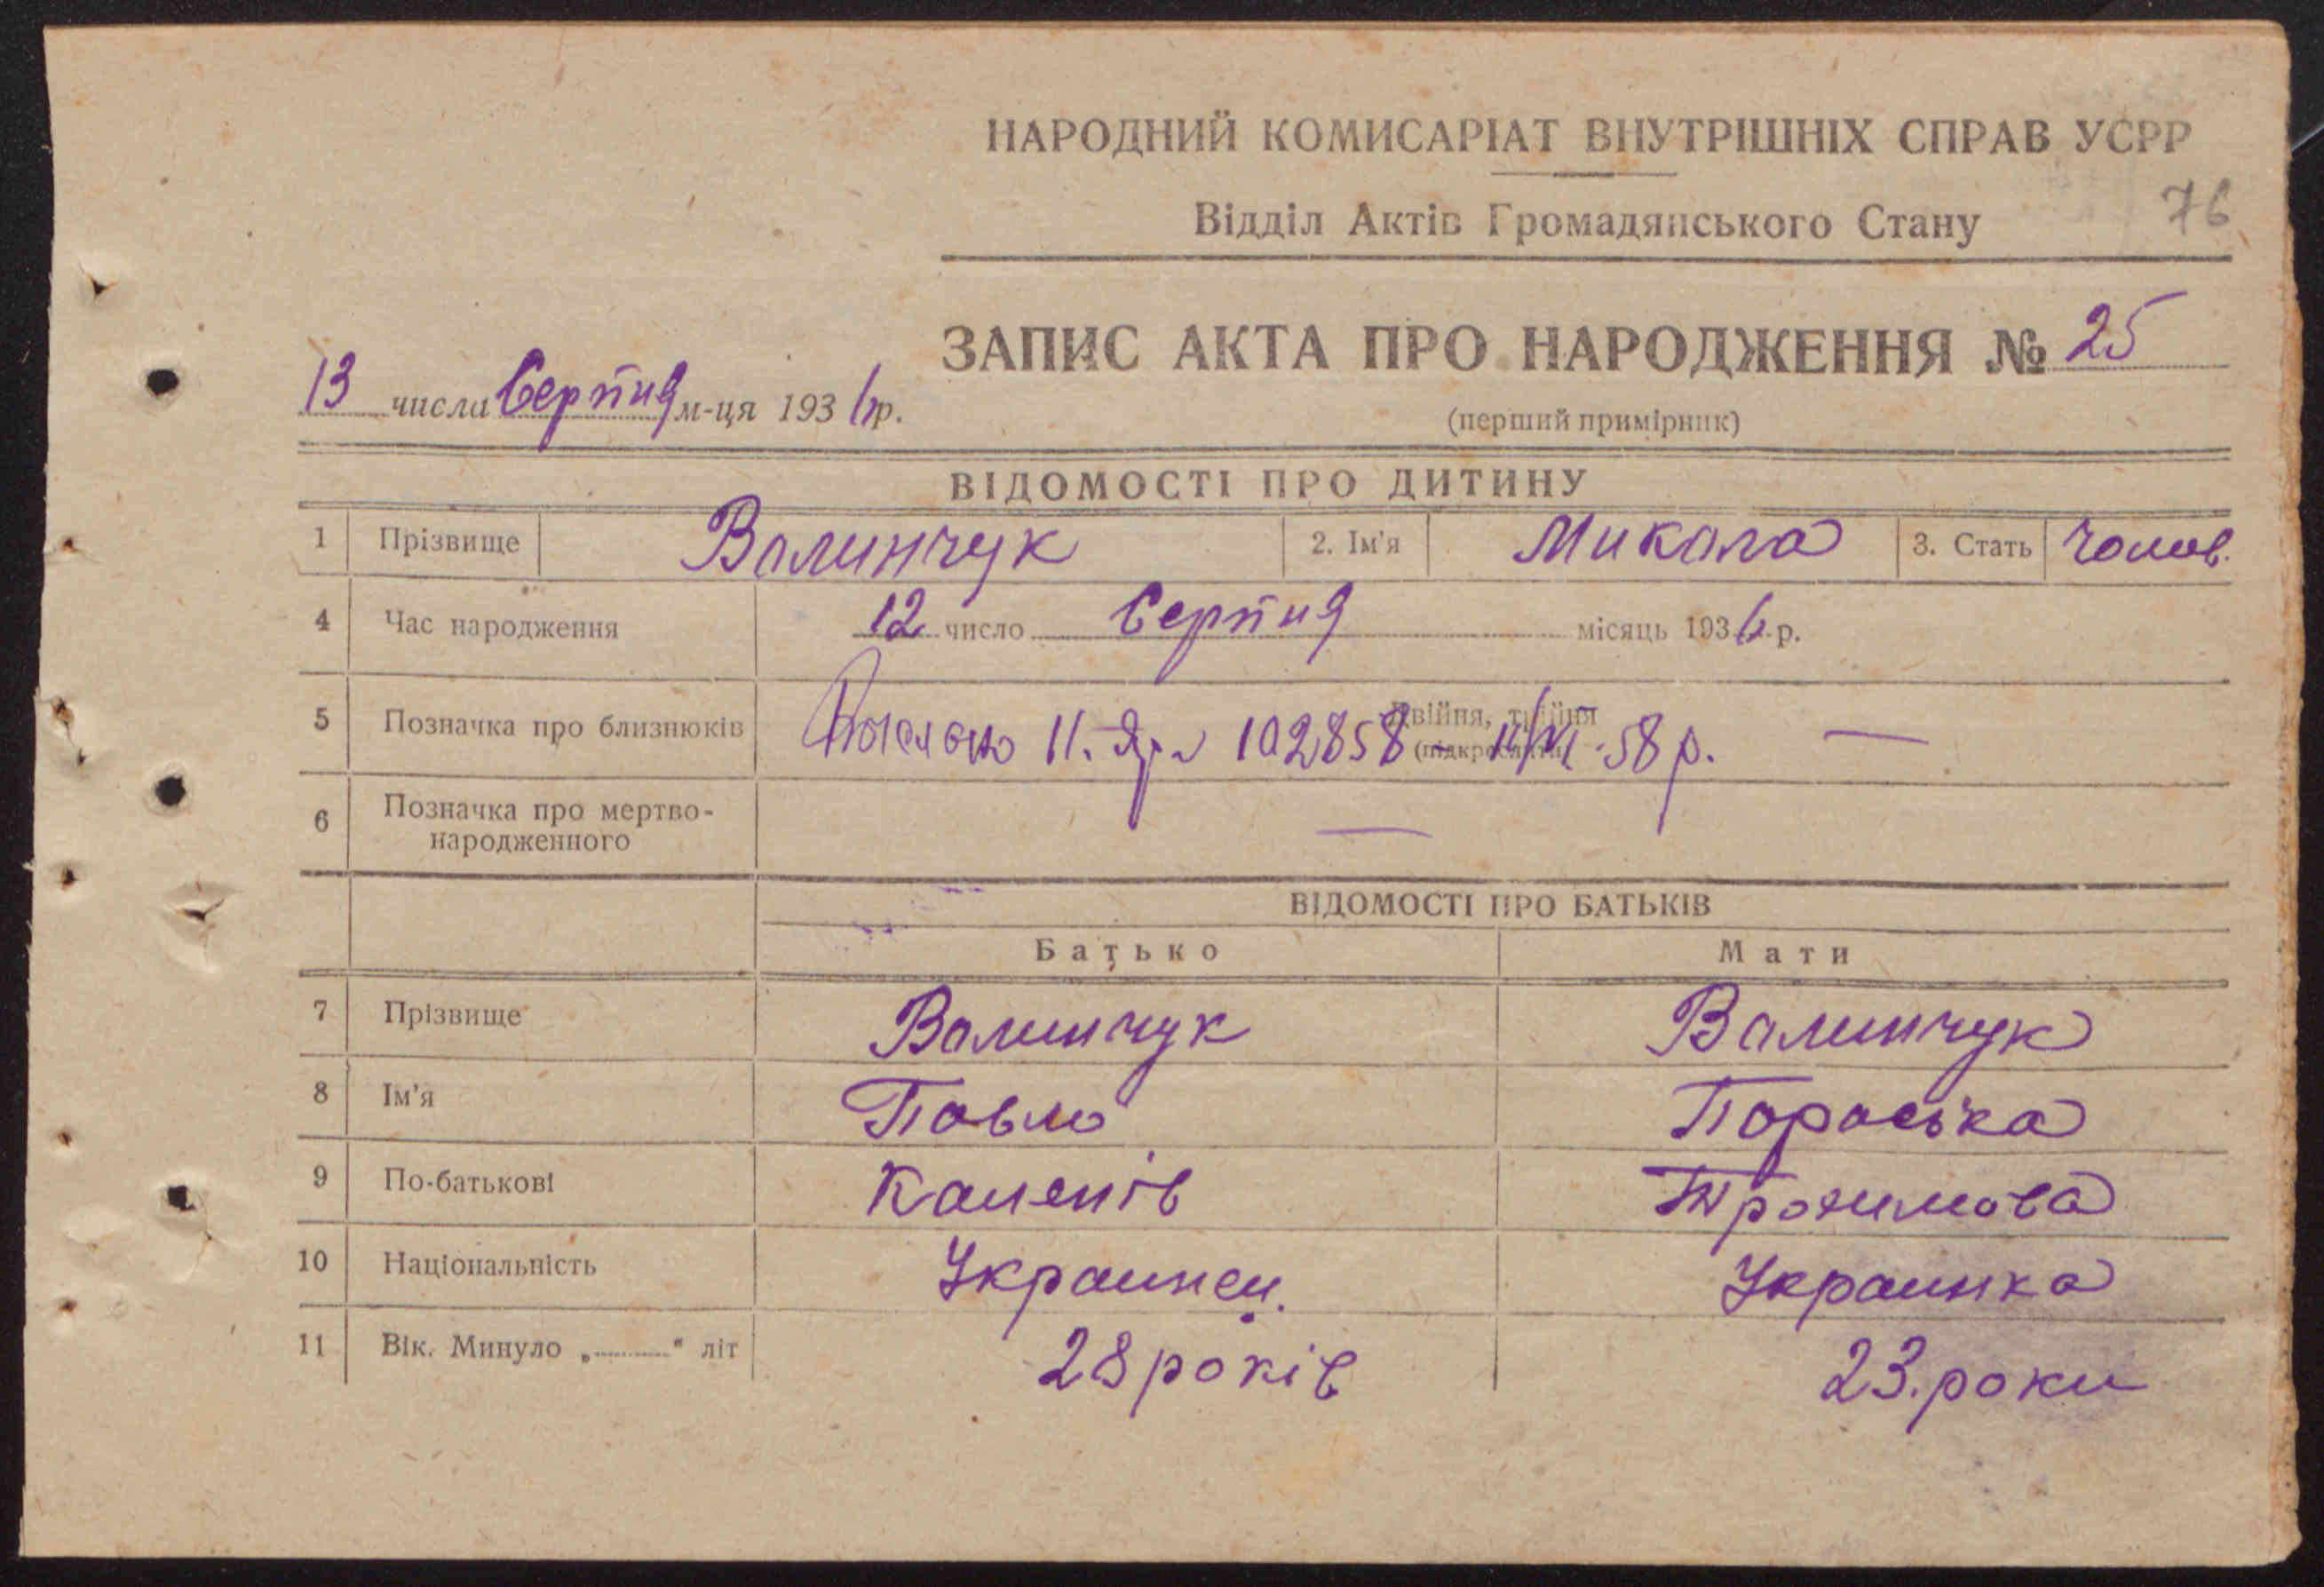 НАРОДНИЙ КОМИСАРІАТ ВНУТРІШНІХ СПРАВ УСРР
Відділ Актів Громадянського Стану
76
ЗАПИС АКТА ПРО НАРОДЖЕННЯ № 25
13 числа Серпня м-ця 1936 р.
(перший примірник)
ВІДОМОСТІ ПРО ДИТИНУ
1 Прізвище Валинчук 2. Ім'я Микола 3. Стать чолов.
4 Час народження 12 число Серпня місяць 1936 р.
5 Позначка про близнюків Двійня, трійня (підкреслити) 102858 58 р. —
6 Позначка про мертво-
народженного —
ВІДОМОСТІ ПРО БАТЬКІВ
Батько Мати
7 Прізвище Валинчук Валинчук
8 Ім'я Павло Параська
9 По-батькові Каленів Трохимова
10 Національність Украинец. Украинка
11 Вік. Минуло „ " літ 28 років 23. роки